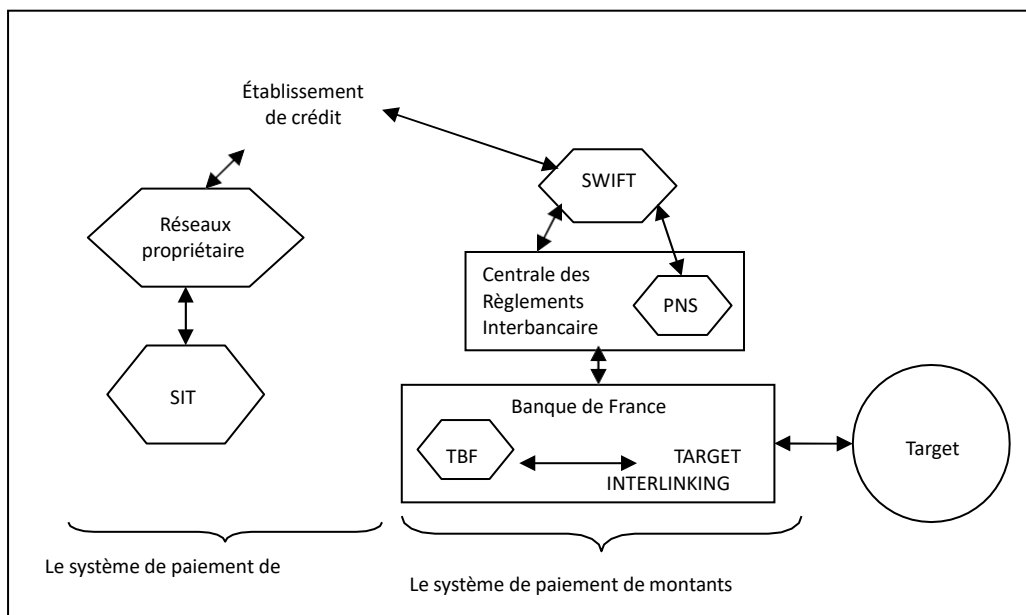 Établissement
de crédit
SWIFT
Réseaux
propriétaire
Centrale des
Règlements
Interbancaire
PNS
SIT
Banque de France
TBF
TARGET
INTERLINKING
Target
Le système de paiement de
Le système de paiement de montants